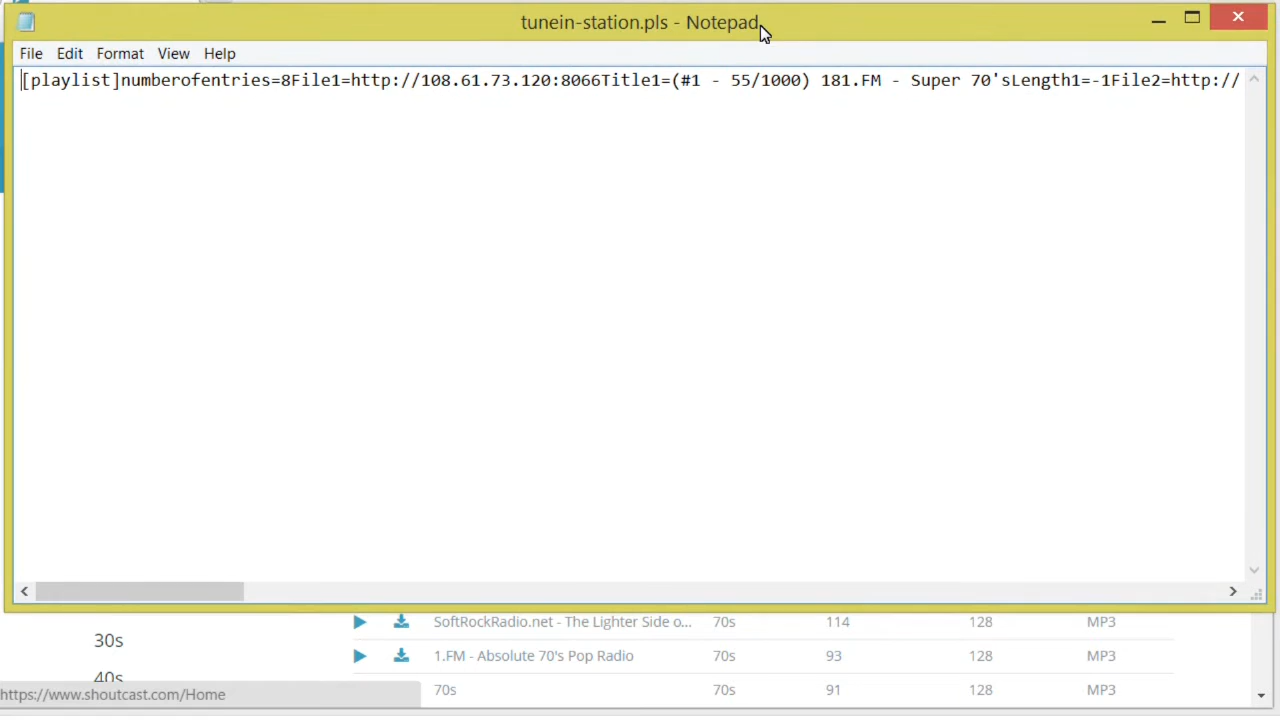 tunein-station.pls - Notepad
File Edit Format View Help
[playlist]numberofentries=8File1=http://108.61.73.120:8066Title1=(#1 - 55/1000) 181.FM - Super 70'sLength1=-1File2=http://
30s
40s
SoftRockRadio.net - The Lighter Side o... 70s 114 128 MP3
1.FM - Absolute 70's Pop Radio 70s 93 128 MP3
70s 70s 91 128 MP3
https://www.shoutcast.com/Home